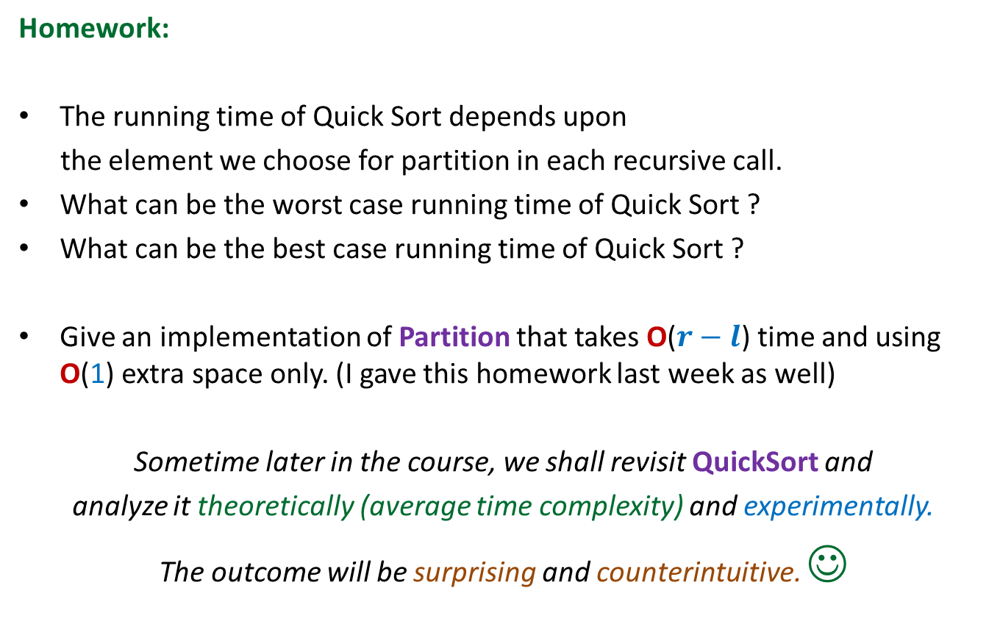 Homework:
• The running time of Quick Sort depends upon
the element we choose for partition in each recursive call.
• What can be the worst case running time of Quick Sort ?
• What can be the best case running time of Quick Sort ?
• Give an implementation of Partition that takes O(r − l) time and using
O(1) extra space only. (I gave this homework last week as well)
Sometime later in the course, we shall revisit QuickSort and
analyze it theoretically (average time complexity) and experimentally.
The outcome will be surprising and counterintuitive.